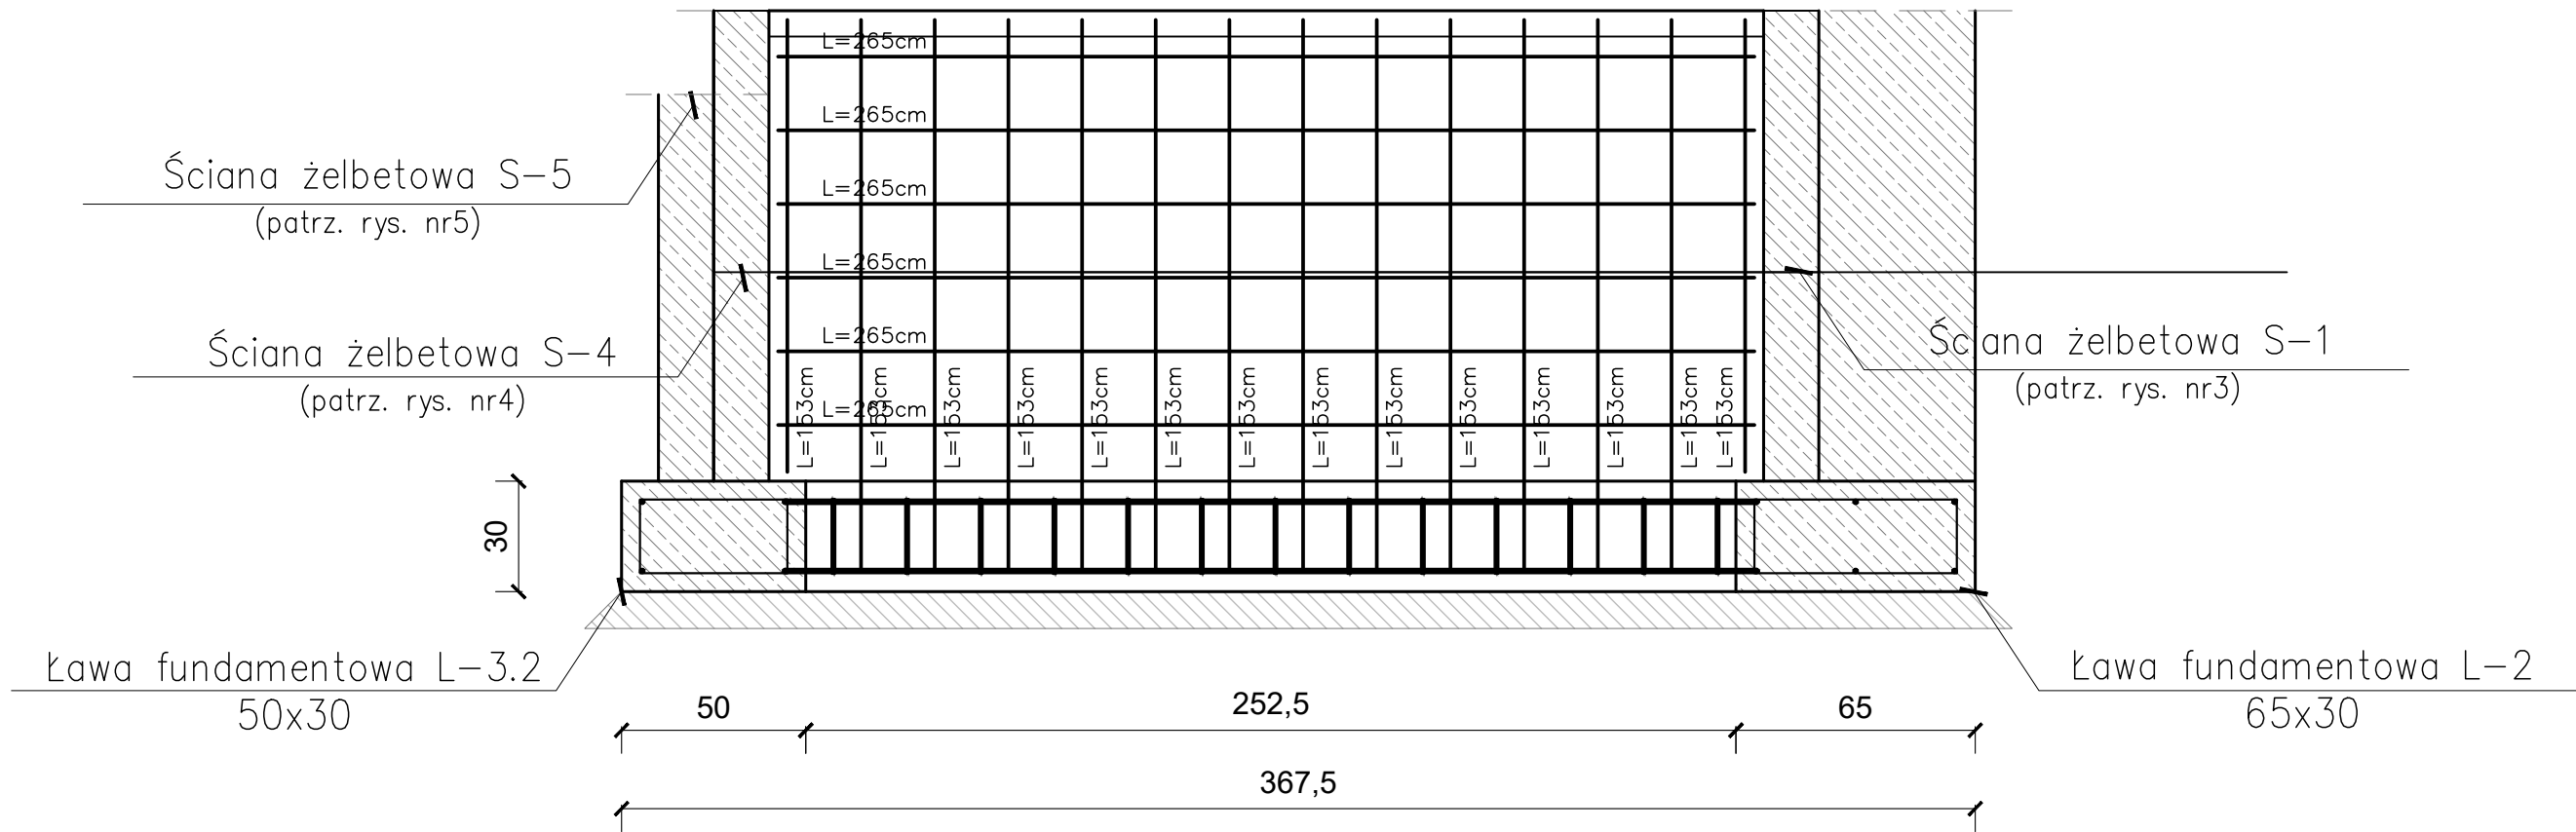 L=265cm
L=265cm
Ściana żelbetowa S-5
(patrz. rys. nr5)
L=265cm
L=265cm
L=265cm
Ściana żelbetowa S-4
(patrz. rys. nr4)
Ściana żelbetowa S-1
(patrz. rys. nr3)
L=265cm
L=153cm
L=153cm
L=153cm
L=153cm
L=153cm
L=153cm
L=153cm
L=153cm
L=153cm
L=153cm
L=153cm
L=153cm
L=153cm
L=153cm
30
Ława fundamentowa L-3.2
50x30
Ława fundamentowa L-2
65x30
50
252,5
65
367,5